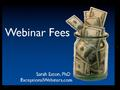 Webinar Fees
Sarah Eaton, PhD
ExceptionalWebinars.com